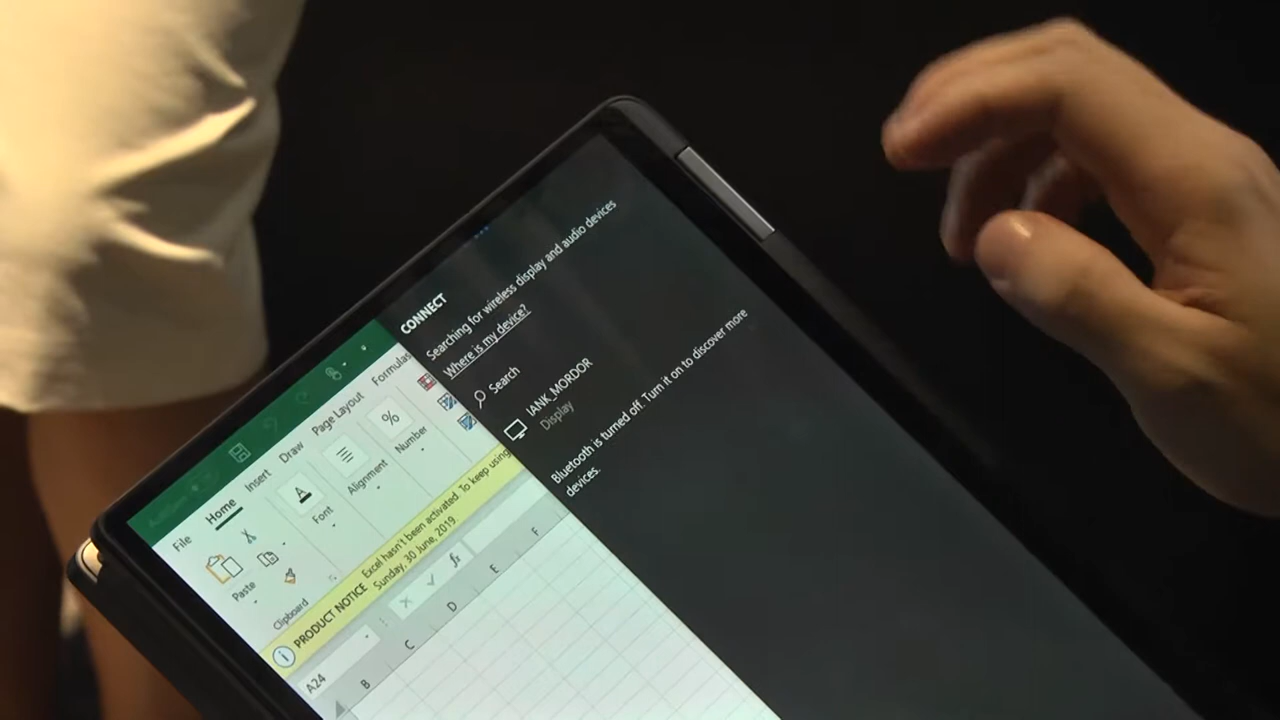 CONNECT
Searching for wireless display and audio devices
Where is my device?
Search
IANK_MORDOR
Display
Bluetooth is turned off. Turn it on to discover more
devices.
File
Home
Insert
Draw
Page Layout
Formulas
Paste
Clipboard
A
Font
Alignment
%
Number
PRODUCT NOTICE Excel hasn't been activated. To keep using
Sunday, 30 June, 2019
A24
fx
B C D E F